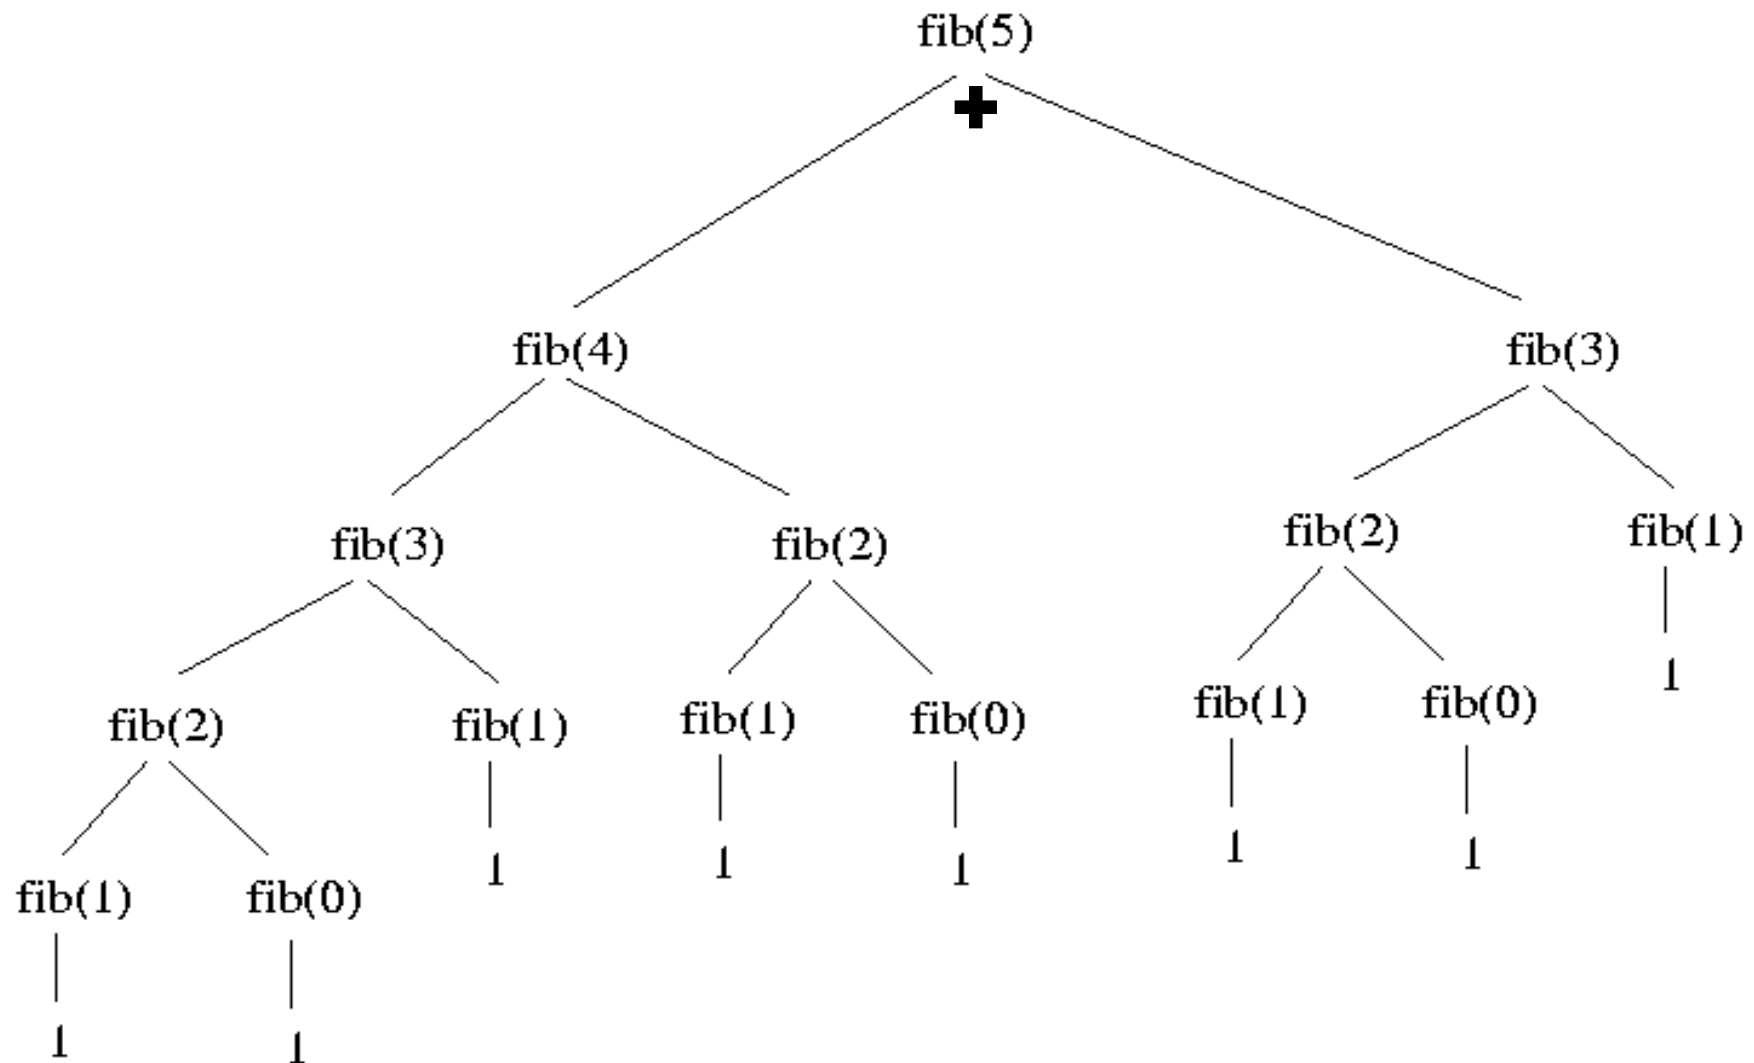 fib(5)
fib(4) fib(3)
fib(3) fib(2) fib(2) fib(1)
fib(2) fib(1) fib(1) fib(0) fib(1) fib(0) 1
fib(1) fib(0) 1 1 1 1 1
1 1